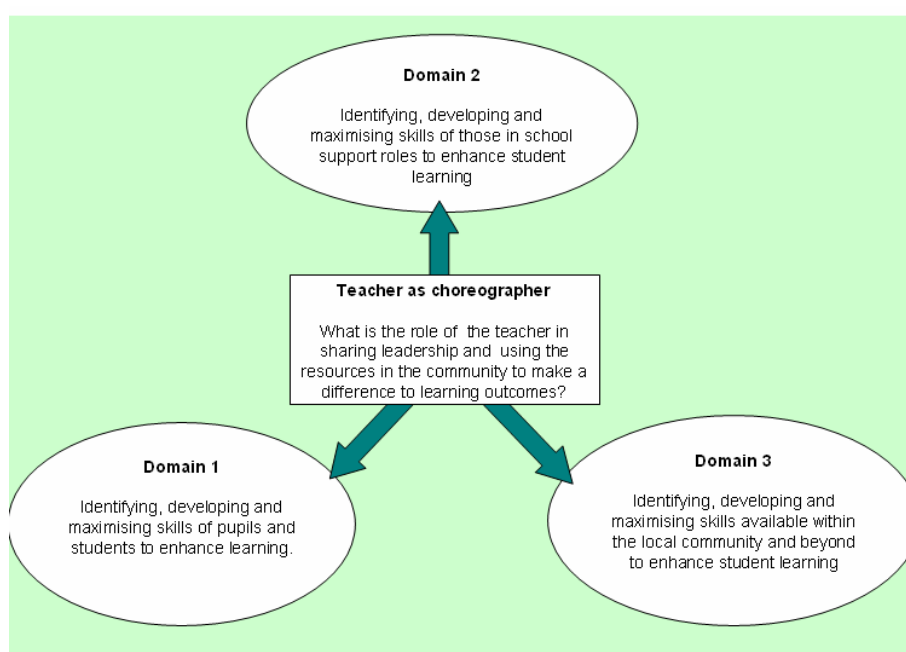 Domain 2
Identifying, developing and
maximising skills of those in school
support roles to enhance student
learning
Teacher as choreographer
What is the role of the teacher in
sharing leadership and using the
resources in the community to make a
difference to learning outcomes?
Domain 1
Identifying, developing and
maximising skills of pupils and
students to enhance learning.
Domain 3
Identifying, developing and
maximising skills available within
the local community and beyond
to enhance student learning